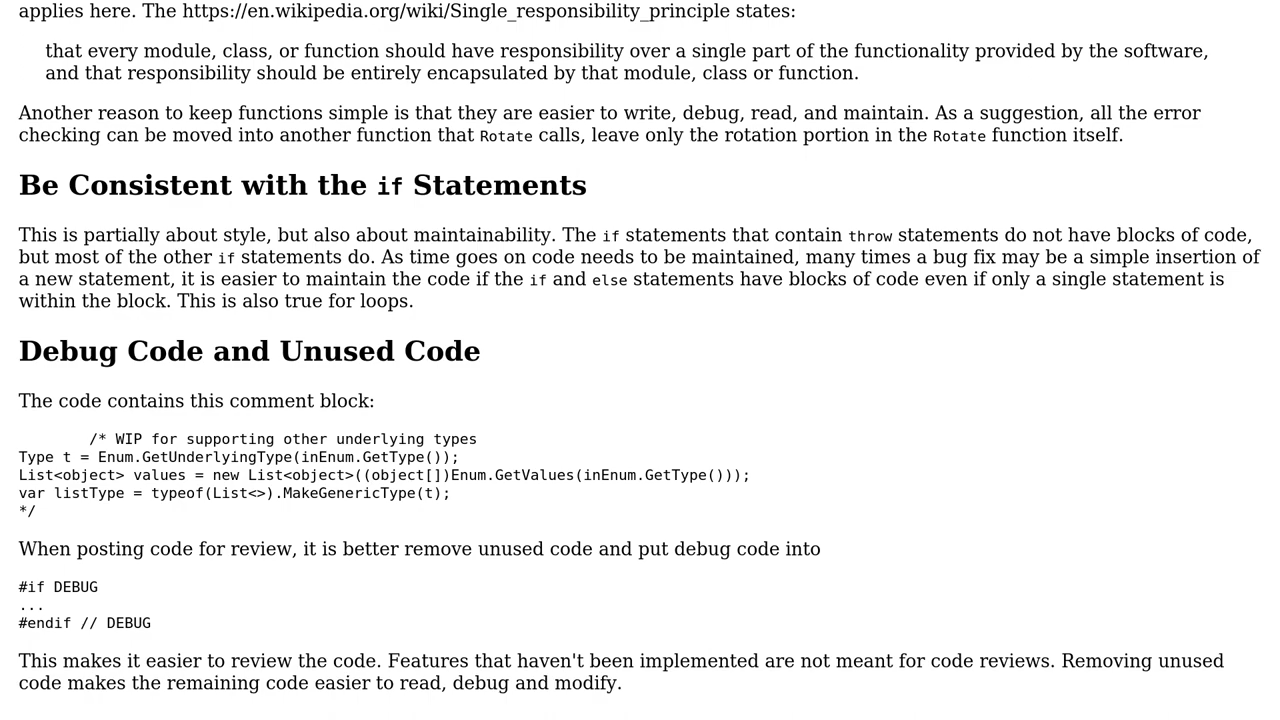 applies here. The https://en.wikipedia.org/wiki/Single_responsibility_principle states:
that every module, class, or function should have responsibility over a single part of the functionality provided by the software,
and that responsibility should be entirely encapsulated by that module, class or function.
Another reason to keep functions simple is that they are easier to write, debug, read, and maintain. As a suggestion, all the error
checking can be moved into another function that Rotate calls, leave only the rotation portion in the Rotate function itself.
Be Consistent with the if Statements
This is partially about style, but also about maintainability. The if statements that contain throw statements do not have blocks of code,
but most of the other if statements do. As time goes on code needs to be maintained, many times a bug fix may be a simple insertion of
a new statement, it is easier to maintain the code if the if and else statements have blocks of code even if only a single statement is
within the block. This is also true for loops.
Debug Code and Unused Code
The code contains this comment block:
/* WIP for supporting other underlying types
Type t = Enum.GetUnderlyingType(inEnum.GetType());
List<object> values = new List<object>((object[])Enum.GetValues(inEnum.GetType()));
var listType = typeof(List<>).MakeGenericType(t);
*/
When posting code for review, it is better remove unused code and put debug code into
#if DEBUG
...
#endif // DEBUG
This makes it easier to review the code. Features that haven't been implemented are not meant for code reviews. Removing unused
code makes the remaining code easier to read, debug and modify.